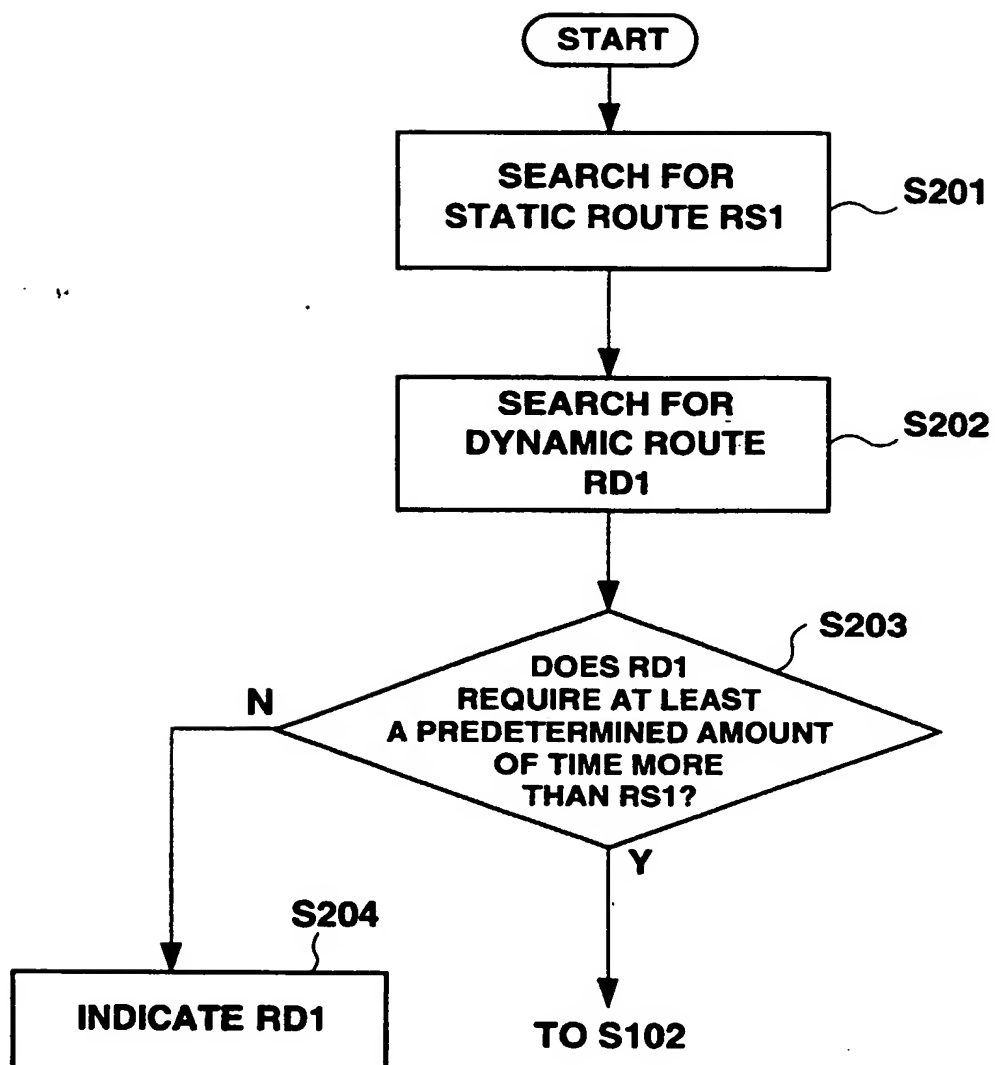 START
SEARCH FOR
STATIC ROUTE RS1
S201
SEARCH FOR
DYNAMIC ROUTE
RD1
S202
S203
DOES RD1
REQUIRE AT LEAST
A PREDETERMINED AMOUNT
OF TIME MORE
THAN RS1?
N
Y
S204
INDICATE RD1
TO S102